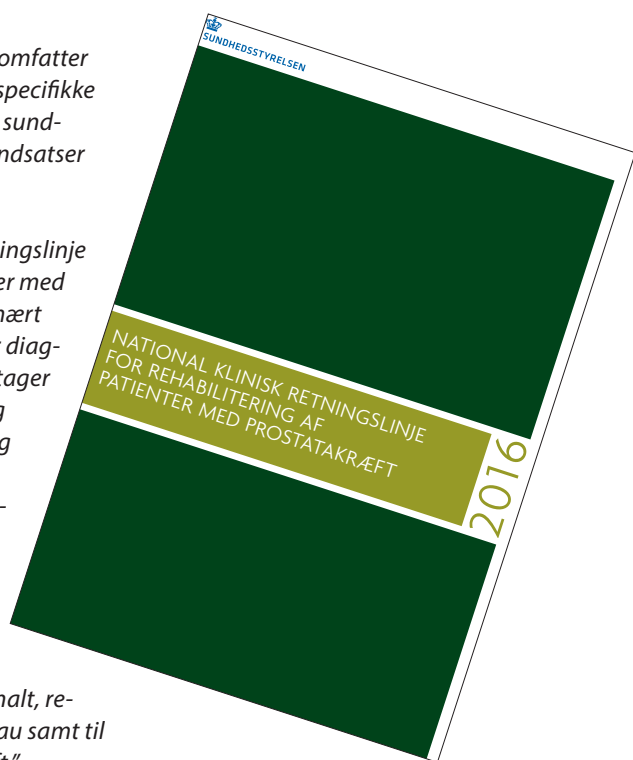 omfatter
specifikke
sund-
ndsatser
ingslinje
er med
diag-
tager
g
g
–
nalt, re-
au samt til
SUNDHEDSSTYRELSEN
NATIONAL KLINISK RETNINGSLINJE
FOR REHABILITERING AF
PATIENTER MED PROSTATAKRÆFT
2016